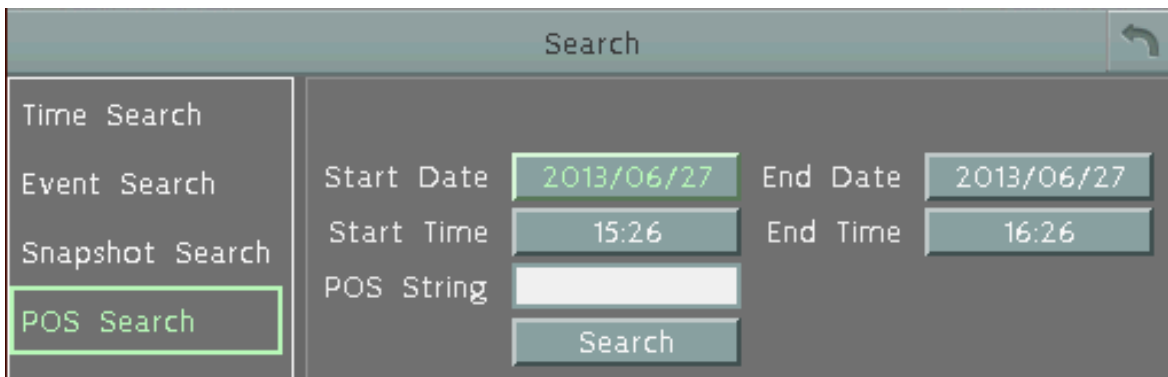 Search
Time Search
Event Search
Snapshot Search
POS Search
Start Date 2013/06/27 End Date 2013/06/27
Start Time 15:26 End Time 16:26
POS String
Search